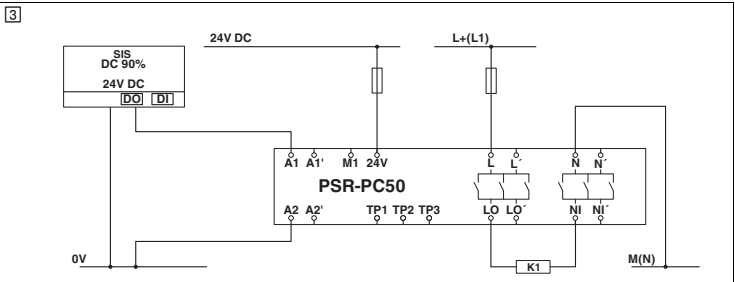 3
24V DC L+(L1)
SIS
DC 90%
24V DC
DO DI
A1 A1' M1 24V L L´ N N´
PSR-PC50
A2 A2' TP1 TP2 TP3 LO LO´ NI NI´
0V K1 M(N)